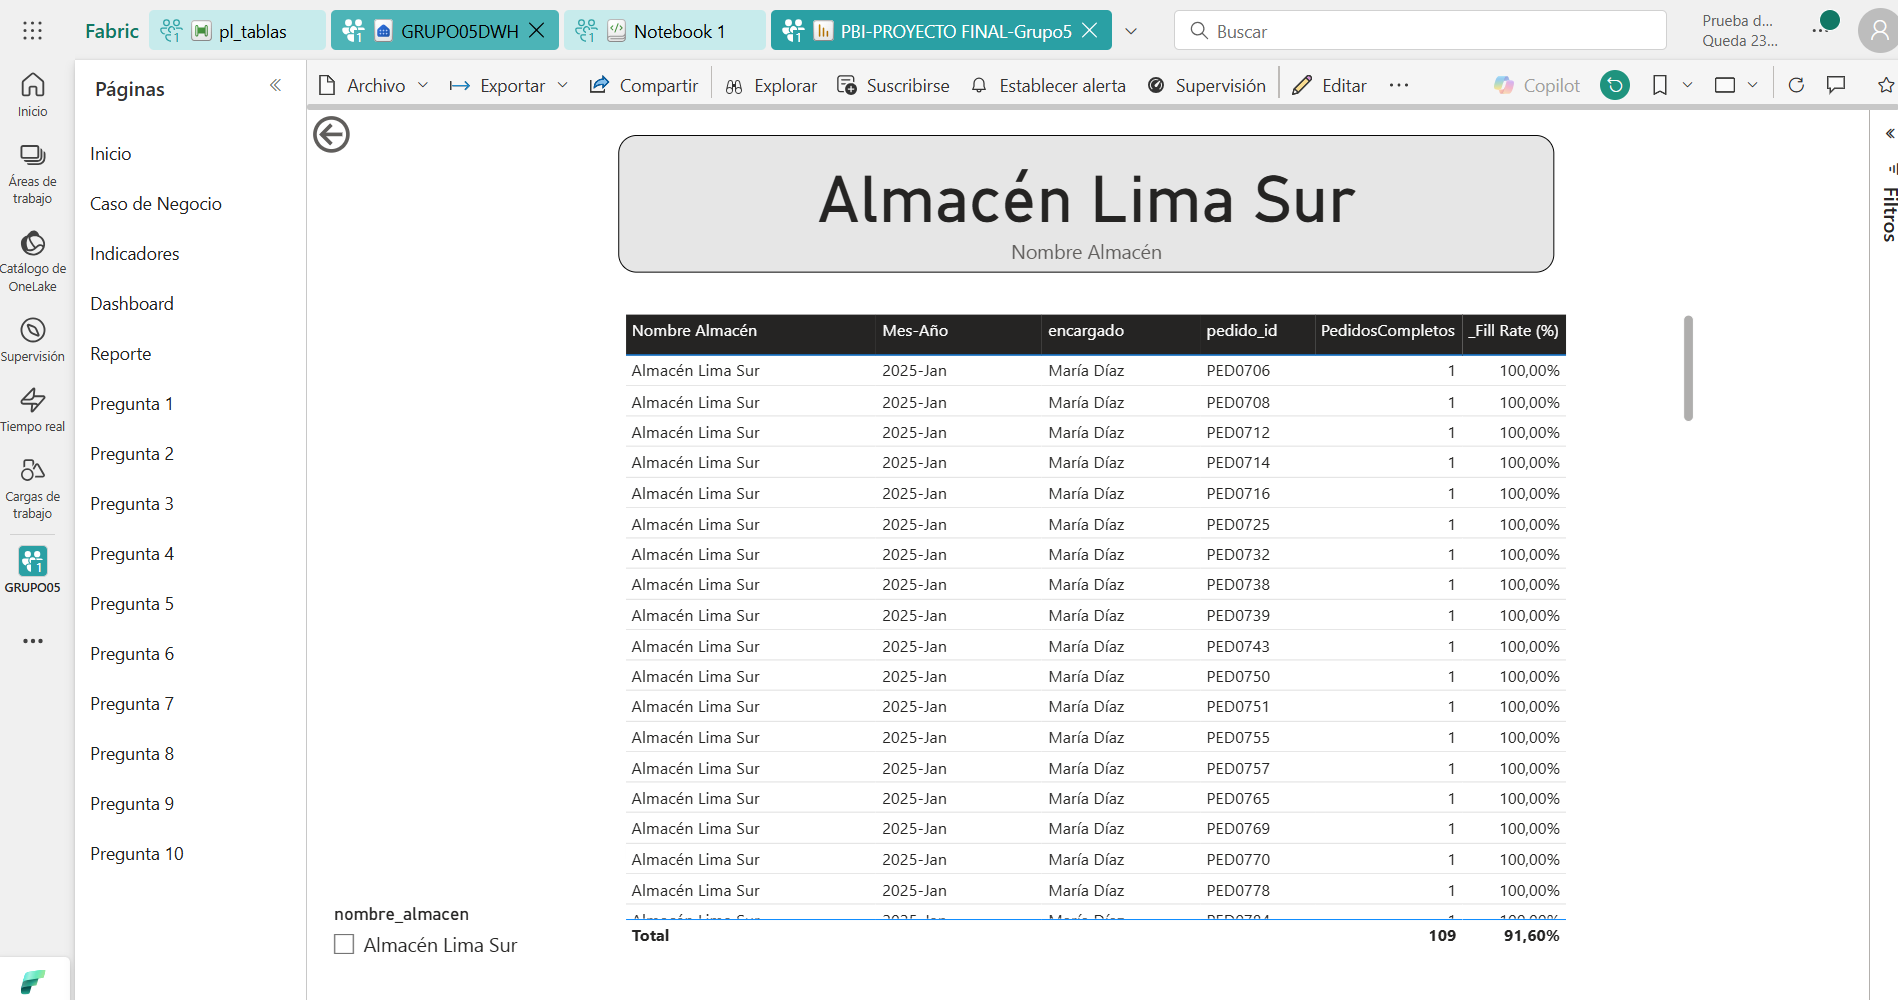 Fabric
pl_tablas
GRUPO05DWH
Notebook 1
PBI-PROYECTO FINAL-Grupo5
Buscar
Prueba d...
Queda 23...
Inicio
Áreas de
trabajo
Catálogo de
OneLake
Supervisión
Tiempo real
Cargas de
trabajo
GRUPO05
Páginas
Inicio
Caso de Negocio
Indicadores
Dashboard
Reporte
Pregunta 1
Pregunta 2
Pregunta 3
Pregunta 4
Pregunta 5
Pregunta 6
Pregunta 7
Pregunta 8
Pregunta 9
Pregunta 10
Archivo
Exportar
Compartir
Explorar
Suscribirse
Establecer alerta
Supervisión
Editar
Copilot
Almacén Lima Sur
Nombre Almacén
Nombre Almacén Mes-Año encargado pedido_id PedidosCompletos _Fill Rate (%)
Almacén Lima Sur 2025-Jan María Díaz PED0706 1 100,00%
Almacén Lima Sur 2025-Jan María Díaz PED0708 1 100,00%
Almacén Lima Sur 2025-Jan María Díaz PED0712 1 100,00%
Almacén Lima Sur 2025-Jan María Díaz PED0714 1 100,00%
Almacén Lima Sur 2025-Jan María Díaz PED0716 1 100,00%
Almacén Lima Sur 2025-Jan María Díaz PED0725 1 100,00%
Almacén Lima Sur 2025-Jan María Díaz PED0732 1 100,00%
Almacén Lima Sur 2025-Jan María Díaz PED0738 1 100,00%
Almacén Lima Sur 2025-Jan María Díaz PED0739 1 100,00%
Almacén Lima Sur 2025-Jan María Díaz PED0743 1 100,00%
Almacén Lima Sur 2025-Jan María Díaz PED0750 1 100,00%
Almacén Lima Sur 2025-Jan María Díaz PED0751 1 100,00%
Almacén Lima Sur 2025-Jan María Díaz PED0755 1 100,00%
Almacén Lima Sur 2025-Jan María Díaz PED0757 1 100,00%
Almacén Lima Sur 2025-Jan María Díaz PED0765 1 100,00%
Almacén Lima Sur 2025-Jan María Díaz PED0769 1 100,00%
Almacén Lima Sur 2025-Jan María Díaz PED0770 1 100,00%
Almacén Lima Sur 2025-Jan María Díaz PED0778 1 100,00%
Total 109 91,60%
nombre_almacen
Almacén Lima Sur
Filtros